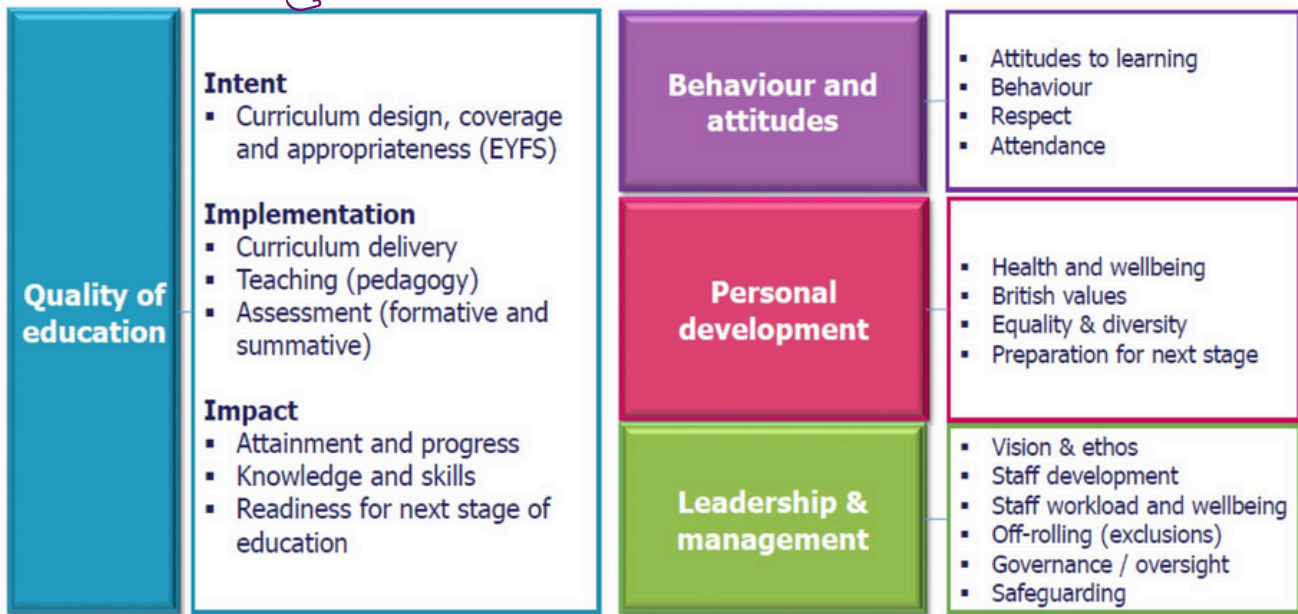 Quality of
education
Intent
▪ Curriculum design, coverage
and appropriateness (EYFS)
Implementation
▪ Curriculum delivery
▪ Teaching (pedagogy)
▪ Assessment (formative and
summative)
Impact
▪ Attainment and progress
▪ Knowledge and skills
▪ Readiness for next stage of
education
Behaviour and
attitudes
▪ Attitudes to learning
▪ Behaviour
▪ Respect
▪ Attendance
Personal
development
▪ Health and wellbeing
▪ British values
▪ Equality & diversity
▪ Preparation for next stage
Leadership &
management
▪ Vision & ethos
▪ Staff development
▪ Staff workload and wellbeing
▪ Off-rolling (exclusions)
▪ Governance / oversight
▪ Safeguarding